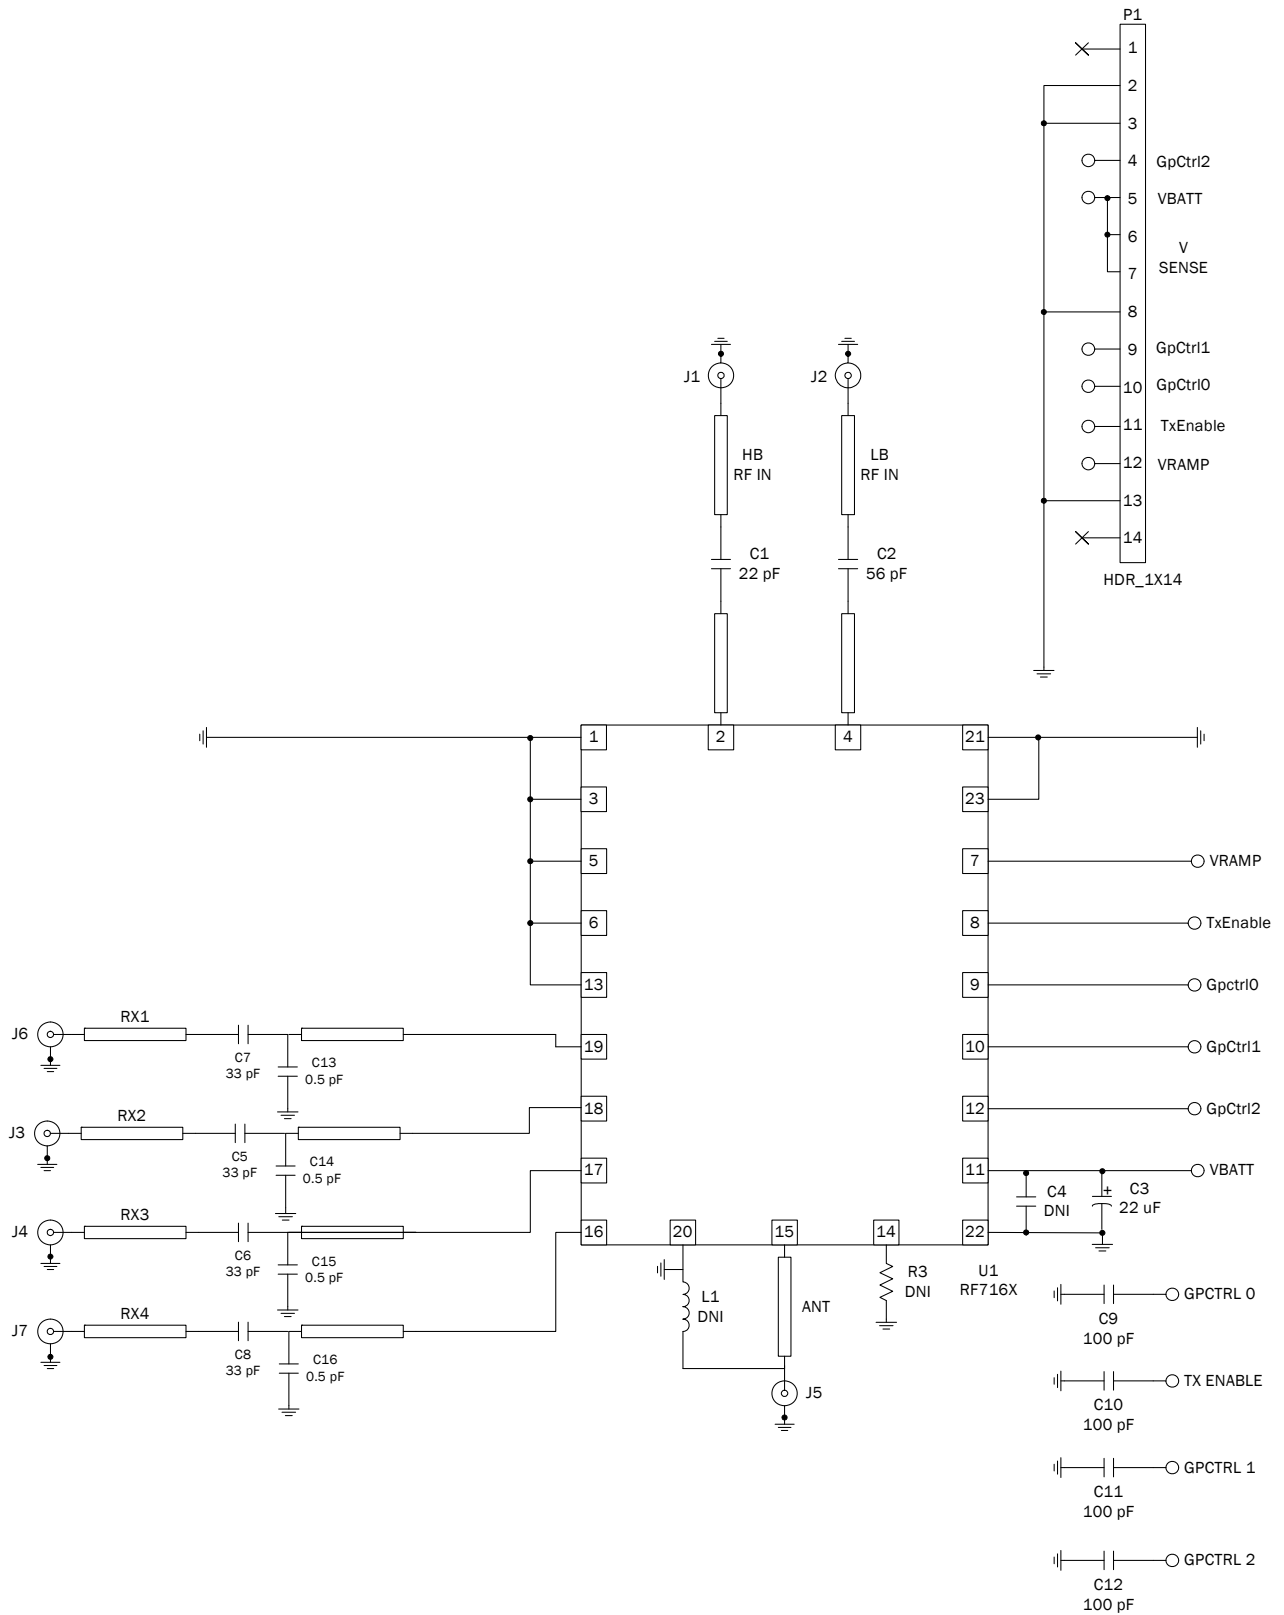 P1
1
2
3
4 GpCtrl2
5 VBATT
6
V
SENSE
7
8
9 GpCtrl1
10 GpCtrl0
11 TxEnable
12 VRAMP
13
14
HDR_1X14
J1
J2
HB
RF IN
LB
RF IN
C1
22 pF
C2
56 pF
1
2
4
21
3
23
5
7
VRAMP
6
8
TxEnable
13
9
Gpctrl0
J6
RX1
C7
33 pF
C13
0.5 pF
19
10
GpCtrl1
J3
RX2
C5
33 pF
C14
0.5 pF
18
12
GpCtrl2
17
11
VBATT
C4
DNI
+
C3
22 uF
J4
RX3
C6
33 pF
C15
0.5 pF
16
20
15
14
22
L1
DNI
ANT
R3
DNI
U1
RF716X
J7
RX4
C8
33 pF
C16
0.5 pF
J5
GPCTRL 0
C9
100 pF
TX ENABLE
C10
100 pF
GPCTRL 1
C11
100 pF
GPCTRL 2
C12
100 pF